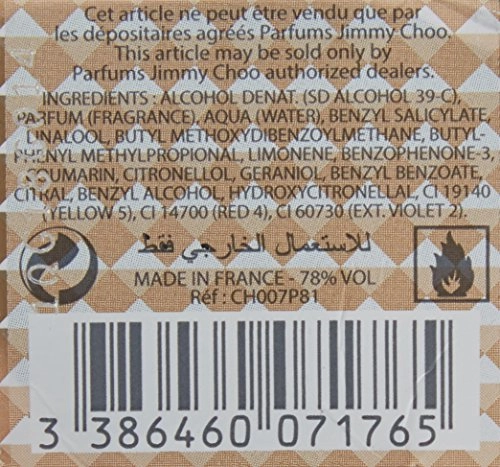 Cet article ne peut être vendu que par
les dépositaires agréés Parfums Jimmy Choo.
This article may be sold only by
Parfums Jimmy Choo authorized dealers.
INGREDIENTS : ALCOHOL DENAT. (SD ALCOHOL 39-C),
PARFUM (FRAGRANCE), AQUA (WATER), BENZYL SALICYLATE,
LINALOOL, BUTYL METHOXYDIBENZOYLMETHANE, BUTYL-
PHENYL METHYLPROPIONAL, LIMONENE, BENZOPHENONE-3,
COUMARIN, CITRONELLOL, GERANIOL, BENZYL BENZOATE,
CITRAL, BENZYL ALCOHOL, HYDROXYCITRONELLAL, CI 19140
(YELLOW 5), CI 14700 (RED 4), CI 60730 (EXT. VIOLET 2).
للاستعمال الخارجي فقط
MADE IN FRANCE - 78% VOL
Réf : CH007P81
3 386460 071765